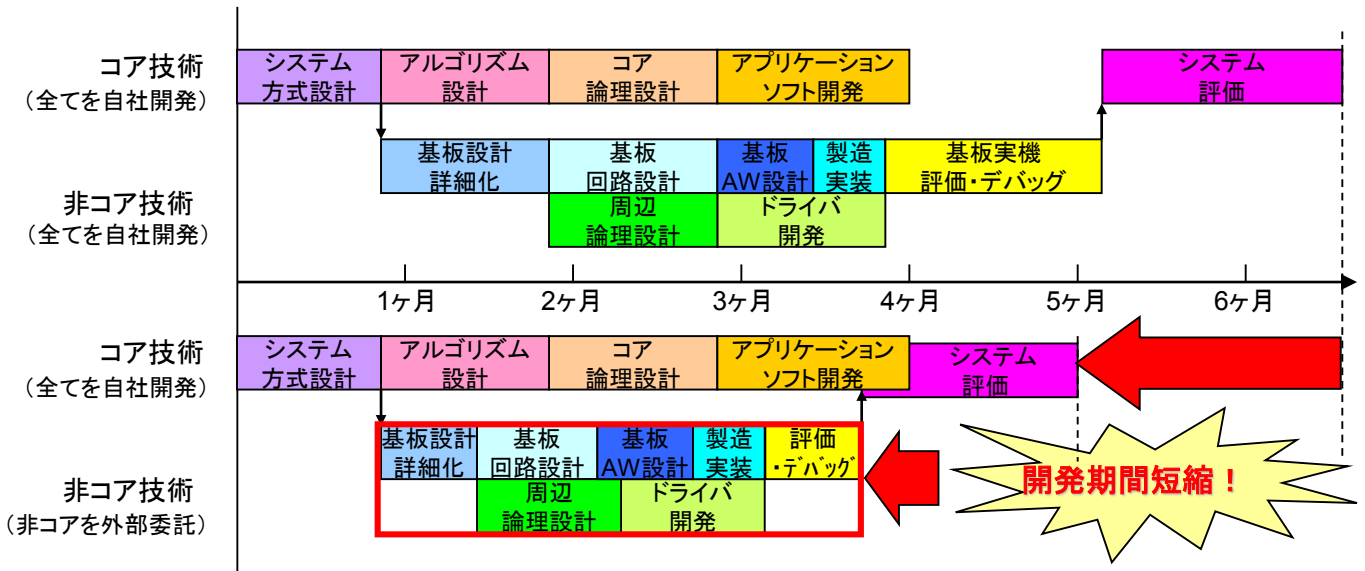 コア技術
(全てを自社開発)
システム
方式設計
アルゴリズム
設計
コア
論理設計
アプリケーション
ソフト開発
システム
評価
非コア技術
(全てを自社開発)
基板設計
詳細化
基板
回路設計
基板
AW設計
製造
実装
基板実機
評価・デバッグ
周辺
論理設計
ドライバ
開発
1ヶ月
2ヶ月
3ヶ月
4ヶ月
5ヶ月
6ヶ月
コア技術
(全てを自社開発)
システム
方式設計
アルゴリズム
設計
コア
論理設計
アプリケーション
ソフト開発
システム
評価
非コア技術
(非コアを外部委託)
基板設計
詳細化
基板
回路設計
基板
AW設計
製造
実装
評価
・デバッグ
周辺
論理設計
ドライバ
開発
開発期間短縮!